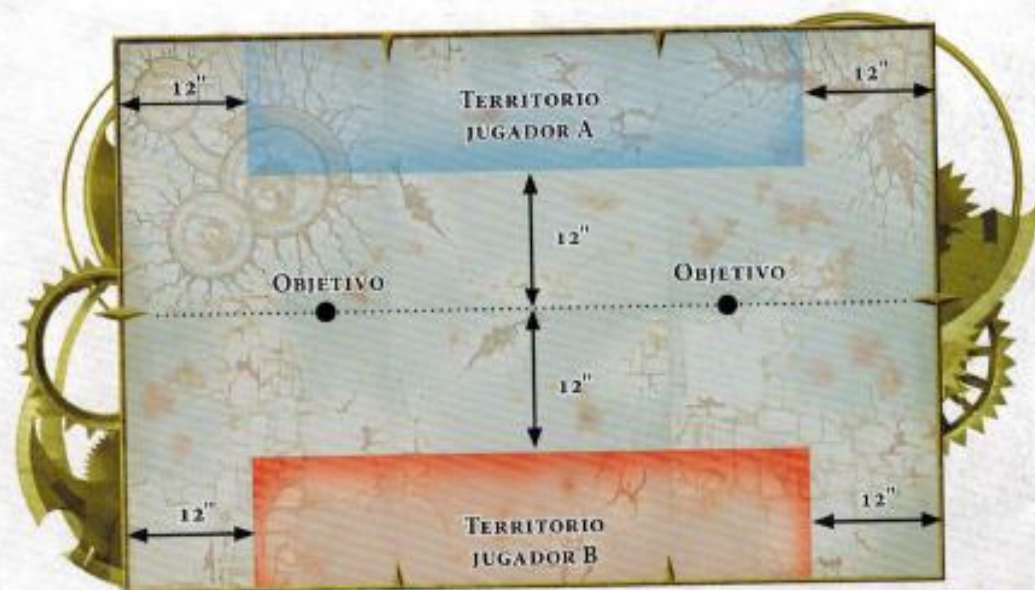 12"
TERRITORIO
JUGADOR A
12"
12"
OBJETIVO
OBJETIVO
12"
12"
TERRITORIO
JUGADOR B
12"